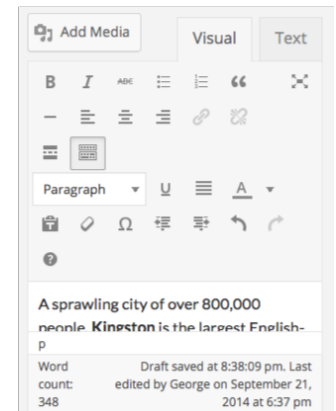 Add Media
Visual Text
B I ABC
Paragraph U A
Ω
A sprawling city of over 800,000
people, Kingston is the largest English-
p
Word count: 348
Draft saved at 8:38:09 pm. Last
edited by George on September 21,
2014 at 6:37 pm